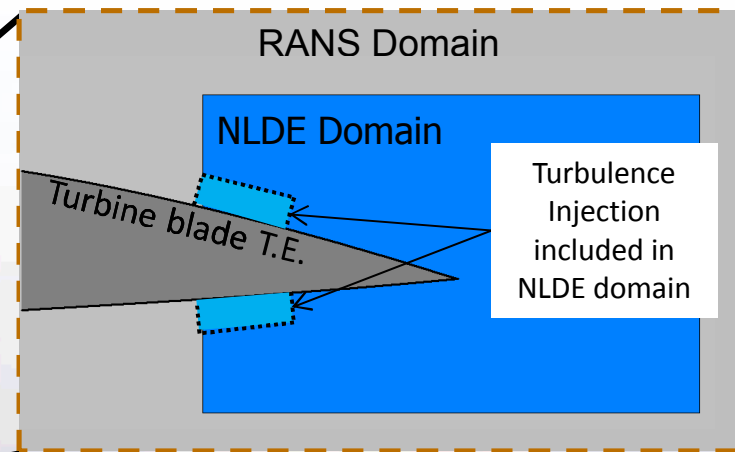 RANS Domain
NLDE Domain
Turbine blade T.E.
Turbulence
Injection
included in
NLDE domain